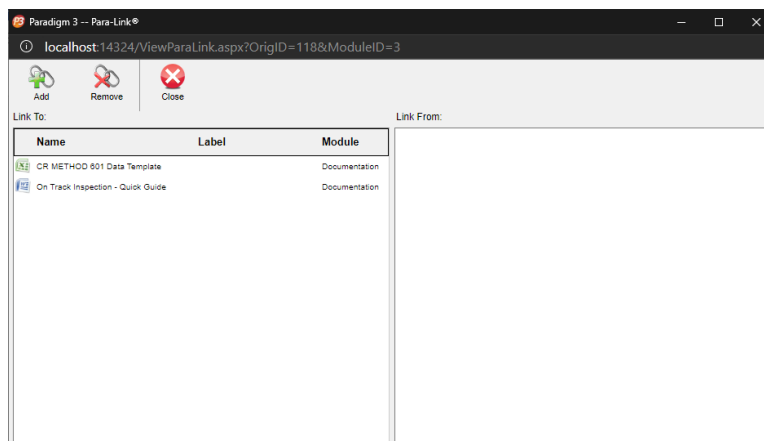 P3 Paradigm 3 -- Para-Link®
localhost:14324/ViewParaLink.aspx?OrigID=118&ModuleID=3
Add Remove Close
Link To: Link From:
Name Label Module
CR METHOD 601 Data Template Documentation
On Track Inspection - Quick Guide Documentation